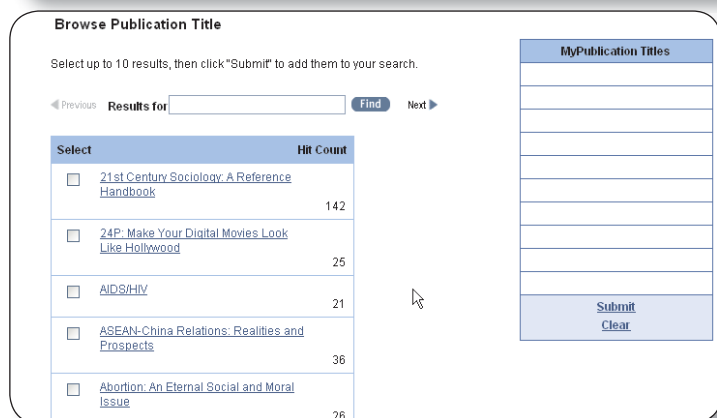 Browse Publication Title
Select up to 10 results, then click "Submit" to add them to your search.
Previous Results for Find Next
Select Hit Count
21st Century Sociology: A Reference
Handbook
142
24P: Make Your Digital Movies Look
Like Hollywood
25
AIDS/HIV
21
ASEAN-China Relations: Realities and
Prospects
36
Abortion: An Eternal Social and Moral
Issue
26
MyPublication Titles
Submit
Clear